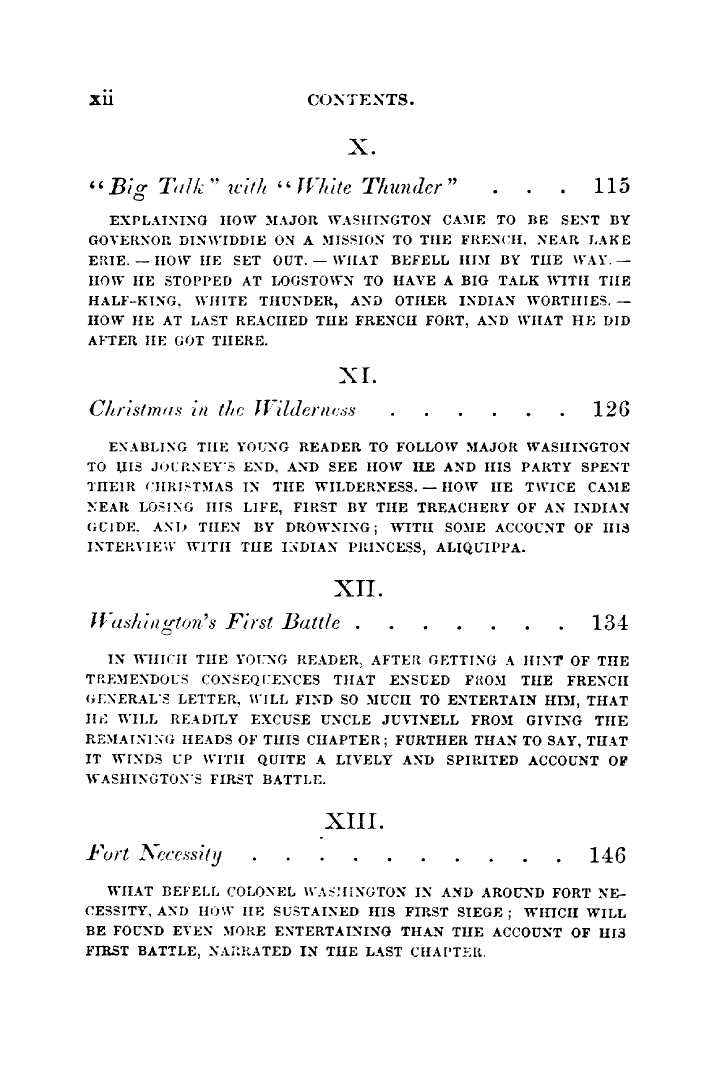 xii CONTENTS.
X.
“Big Talk” with “White Thunder” . . . 115
EXPLAINING HOW MAJOR WASHINGTON CAME TO BE SENT BY
GOVERNOR DINWIDDIE ON A MISSION TO THE FRENCH, NEAR LAKE
ERIE. — HOW HE SET OUT. — WHAT BEFELL HIM BY THE WAY. —
HOW HE STOPPED AT LOGSTOWN TO HAVE A BIG TALK WITH THE
HALF-KING, WHITE THUNDER, AND OTHER INDIAN WORTHIES. —
HOW HE AT LAST REACHED THE FRENCH FORT, AND WHAT HE DID
AFTER HE GOT THERE.
XI.
Christmas in the Wilderness . . . . . . 126
ENABLING THE YOUNG READER TO FOLLOW MAJOR WASHINGTON
TO HIS JOURNEY'S END, AND SEE HOW HE AND HIS PARTY SPENT
THEIR CHRISTMAS IN THE WILDERNESS. — HOW HE TWICE CAME
NEAR LOSING HIS LIFE, FIRST BY THE TREACHERY OF AN INDIAN
GUIDE, AND THEN BY DROWNING; WITH SOME ACCOUNT OF HIS
INTERVIEW WITH THE INDIAN PRINCESS, ALIQUIPPA.
XII.
Washington's First Battle . . . . . . . 134
IN WHICH THE YOUNG READER, AFTER GETTING A HINT OF THE
TREMENDOUS CONSEQUENCES THAT ENSUED FROM THE FRENCH
GENERAL'S LETTER, WILL FIND SO MUCH TO ENTERTAIN HIM, THAT
HE WILL READILY EXCUSE UNCLE JUVINELL FROM GIVING THE
REMAINING HEADS OF THIS CHAPTER; FURTHER THAN TO SAY, THAT
IT WINDS UP WITH QUITE A LIVELY AND SPIRITED ACCOUNT OF
WASHINGTON'S FIRST BATTLE.
XIII.
Fort Necessity . . . . . . . . . . 146
WHAT BEFELL COLONEL WASHINGTON IN AND AROUND FORT NE-
CESSITY, AND HOW HE SUSTAINED HIS FIRST SIEGE; WHICH WILL
BE FOUND EVEN MORE ENTERTAINING THAN THE ACCOUNT OF HIS
FIRST BATTLE, NARRATED IN THE LAST CHAPTER.